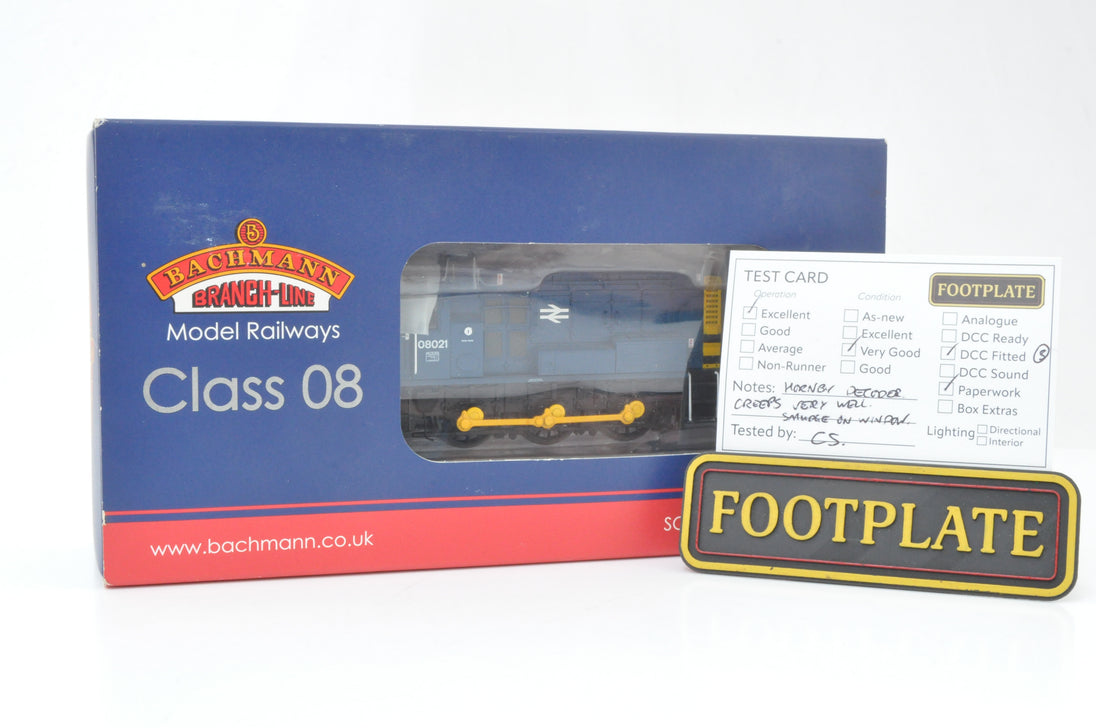 B
BACHMANN
BRANCH-LINE
Model Railways
Class 08
08021
www.bachmann.co.uk
SC
TEST CARD
FOOTPLATE
Operation
Excellent
Good
Average
Non-Runner
Condition
As-new
Excellent
Very Good
Good
Analogue
DCC Ready
DCC Fitted
DCC Sound
Paperwork
Box Extras
Notes: HORNBY DECODER
CREEPS VERY WELL.
SMUDGE ON WINDOW.
Tested by: CS.
Lighting
Directional
Interior
FOOTPLATE